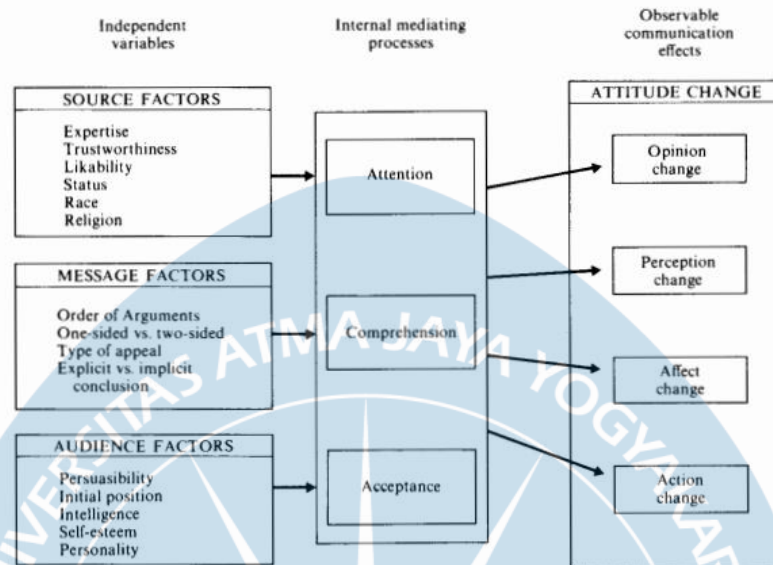 Independent
variables
Internal mediating
processes
Observable
communication
effects
SOURCE FACTORS
Expertise
Trustworthiness
Likability
Status
Race
Religion
MESSAGE FACTORS
Order of Arguments
One-sided vs. two-sided
Type of appeal
Explicit vs. implicit
conclusion
AUDIENCE FACTORS
Persuasibility
Initial position
Intelligence
Self-esteem
Personality
Attention
Comprehension
Acceptance
ATTITUDE CHANGE
Opinion
change
Perception
change
Affect
change
Action
change
ATMA JAYA